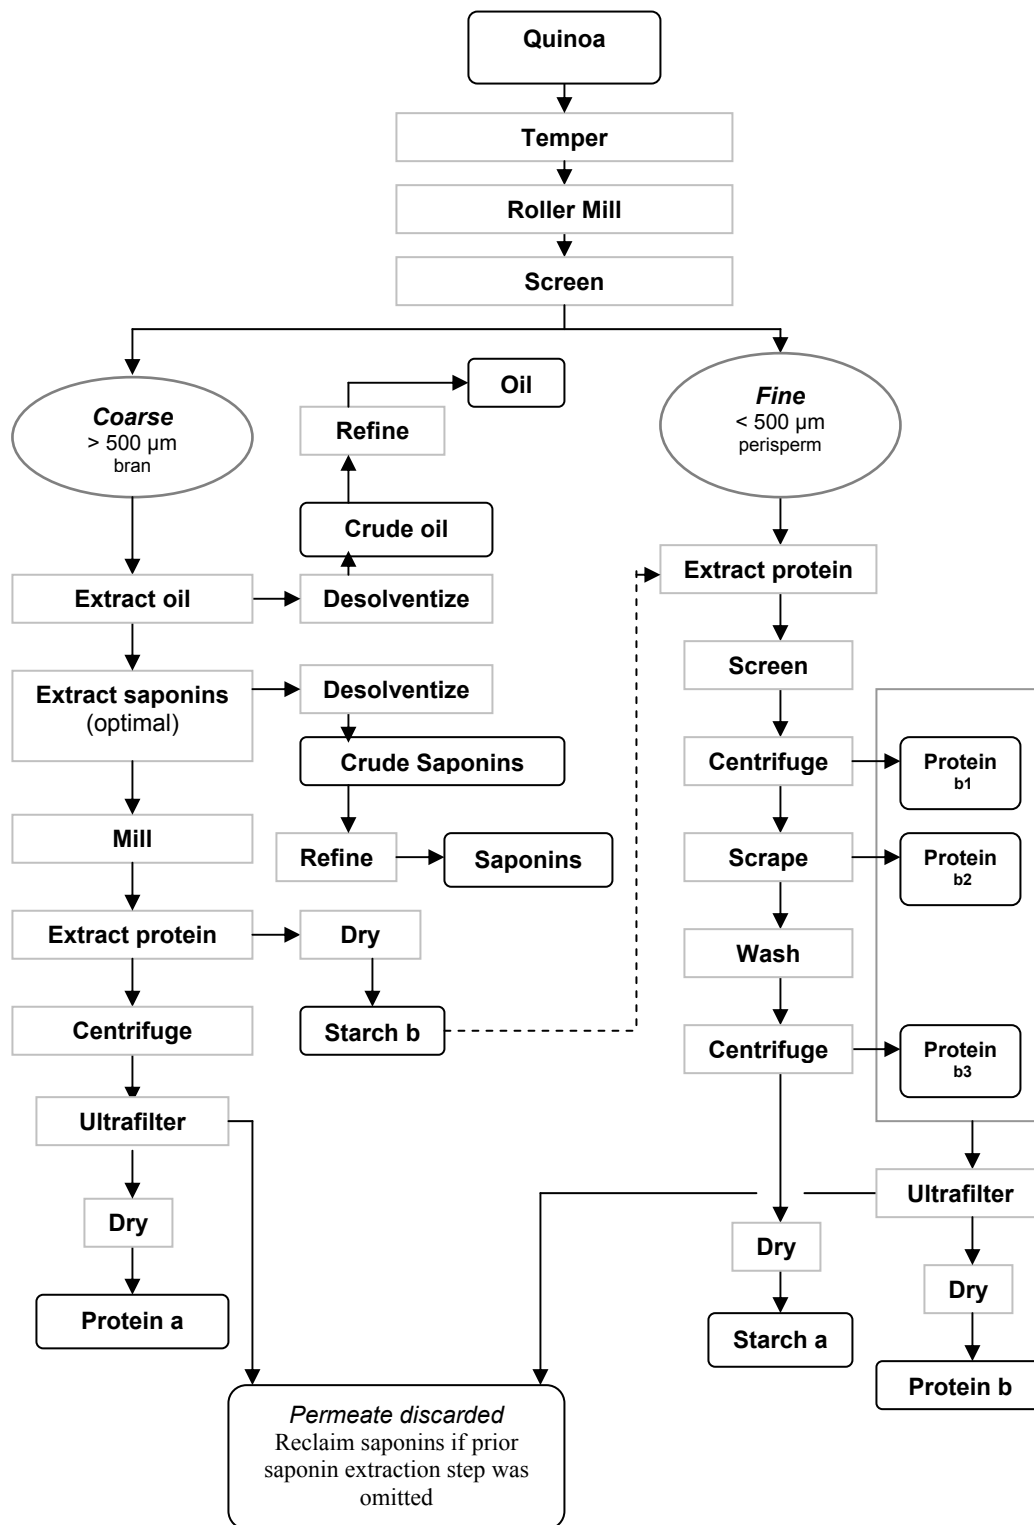 Quinoa
Temper
Roller Mill
Screen
Coarse
> 500 µm
bran
Oil
Refine
Crude oil
Extract oil
Desolventize
Extract saponins
(optimal)
Desolventize
Crude Saponins
Mill
Refine
Saponins
Extract protein
Dry
Centrifuge
Starch b
Ultrafilter
Dry
Protein a
Fine
< 500 µm
perisperm
Extract protein
Screen
Centrifuge
Protein
b1
Scrape
Protein
b2
Wash
Centrifuge
Protein
b3
Ultrafilter
Dry
Starch a
Dry
Protein b
Permeate discarded
Reclaim saponins if prior
saponin extraction step was
omitted